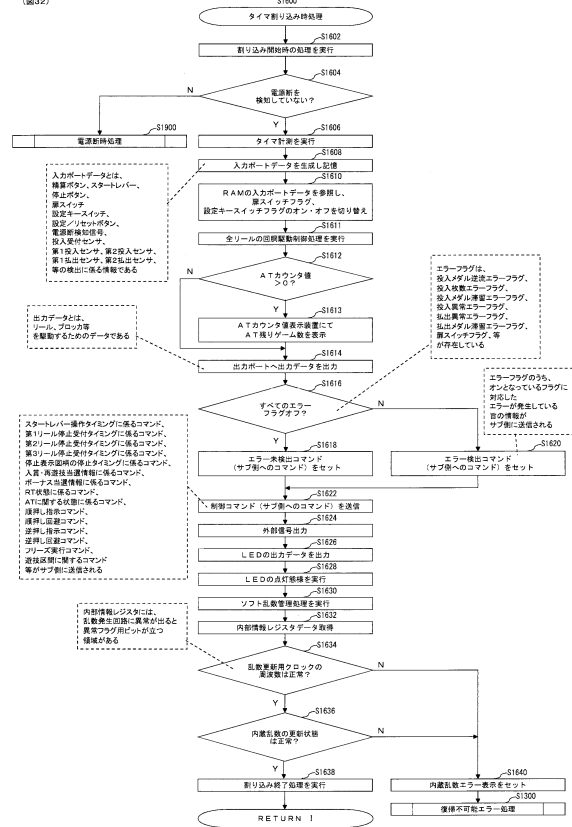 (図32)
S1600
タイマ割り込み時処理
S1602
割り込み開始時の処理を実行
S1604
電源断を
検知していない?
N
Y
S1900
電源断時処理
S1606
タイマ計測を実行
S1608
入力ポートデータを生成し記憶
S1610
RAMの入力ポートデータを参照し、
扉スイッチフラグ、
設定キースイッチフラグのオン・オフを切り替え
入力ポートデータとは、
精算ボタン、スタートレバー、
停止ボタン、
扉スイッチ
設定キースイッチ、
設定/リセットボタン、
電源断検知信号、
投入受付センサ、
第1投入センサ、第2投入センサ、
第1払出センサ、第2払出センサ、
等の検出に係る情報である
S1611
全リールの回胴駆動制御処理を実行
S1612
ATカウンタ値
>0?
N
Y
S1613
ATカウンタ値表示装置にて
AT残りゲーム数を表示
エラーフラグは、
投入メダル逆流エラーフラグ、
投入枚数エラーフラグ、
投入メダル滞留エラーフラグ、
投入異常エラーフラグ、
払出異常エラーフラグ、
払出メダル滞留エラーフラグ、
扉スイッチフラグ、等
が存在している
出力データとは、
リール、ブロッカ等
を駆動するためのデータである
S1614
出力ポートへ出力データを出力
S1616
すべてのエラー
フラグオフ?
N
Y
エラーフラグのうち、
オンとなっているフラグに
対応した
エラーが発生している
旨の情報が
サブ側に送信される
S1618
エラー未検出コマンド
(サブ側へのコマンド)をセット
S1620
エラー検出コマンド
(サブ側へのコマンド)をセット
スタートレバー操作タイミングに係るコマンド、
第1リール停止受付タイミングに係るコマンド、
第2リール停止受付タイミングに係るコマンド、
第3リール停止受付タイミングに係るコマンド、
停止表示図柄の停止タイミングに係るコマンド、
入賞・再遊技当選情報に係るコマンド、
ボーナス当選情報に係るコマンド、
RT状態に係るコマンド、
ATに関する状態に係るコマンド、
順押し指示コマンド、
順押し回避コマンド、
逆押し指示コマンド、
逆押し回避コマンド、
フリーズ実行コマンド、
遊技区間に関するコマンド
等がサブ側に送信される
S1622
制御コマンド(サブ側へのコマンド)を送信
S1624
外部信号出力
S1626
LEDの出力データを出力
S1628
LEDの点灯態様を実行
S1630
ソフト乱数管理処理を実行
S1632
内部情報レジスタデータ取得
内部情報レジスタには、
乱数発生回路に異常が出ると
異常フラグ用ビットが立つ
領域がある
S1634
乱数更新用クロックの
周波数は正常?
N
Y
S1636
内蔵乱数の更新状態
は正常?
N
Y
S1638
割り込み終了処理を実行
S1640
内蔵乱数エラー表示をセット
S1300
復帰不可能エラー処理
RETURN I